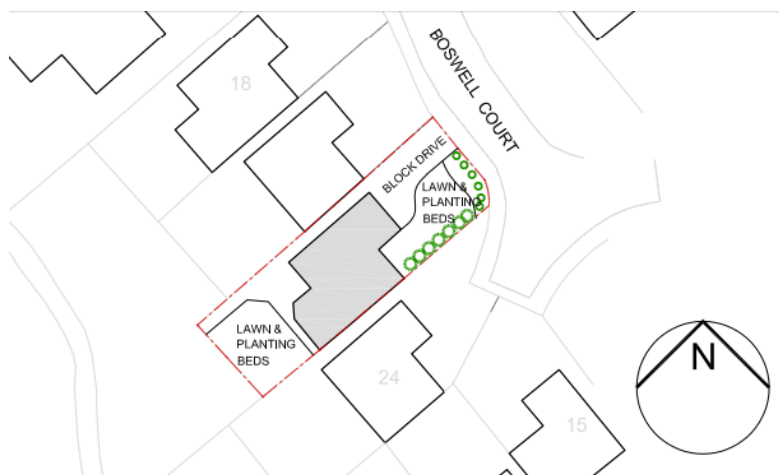 BOSWELL COURT
18
BLOCK DRIVE
LAWN &
PLANTING
BEDS
LAWN &
PLANTING
BEDS
24
15
N